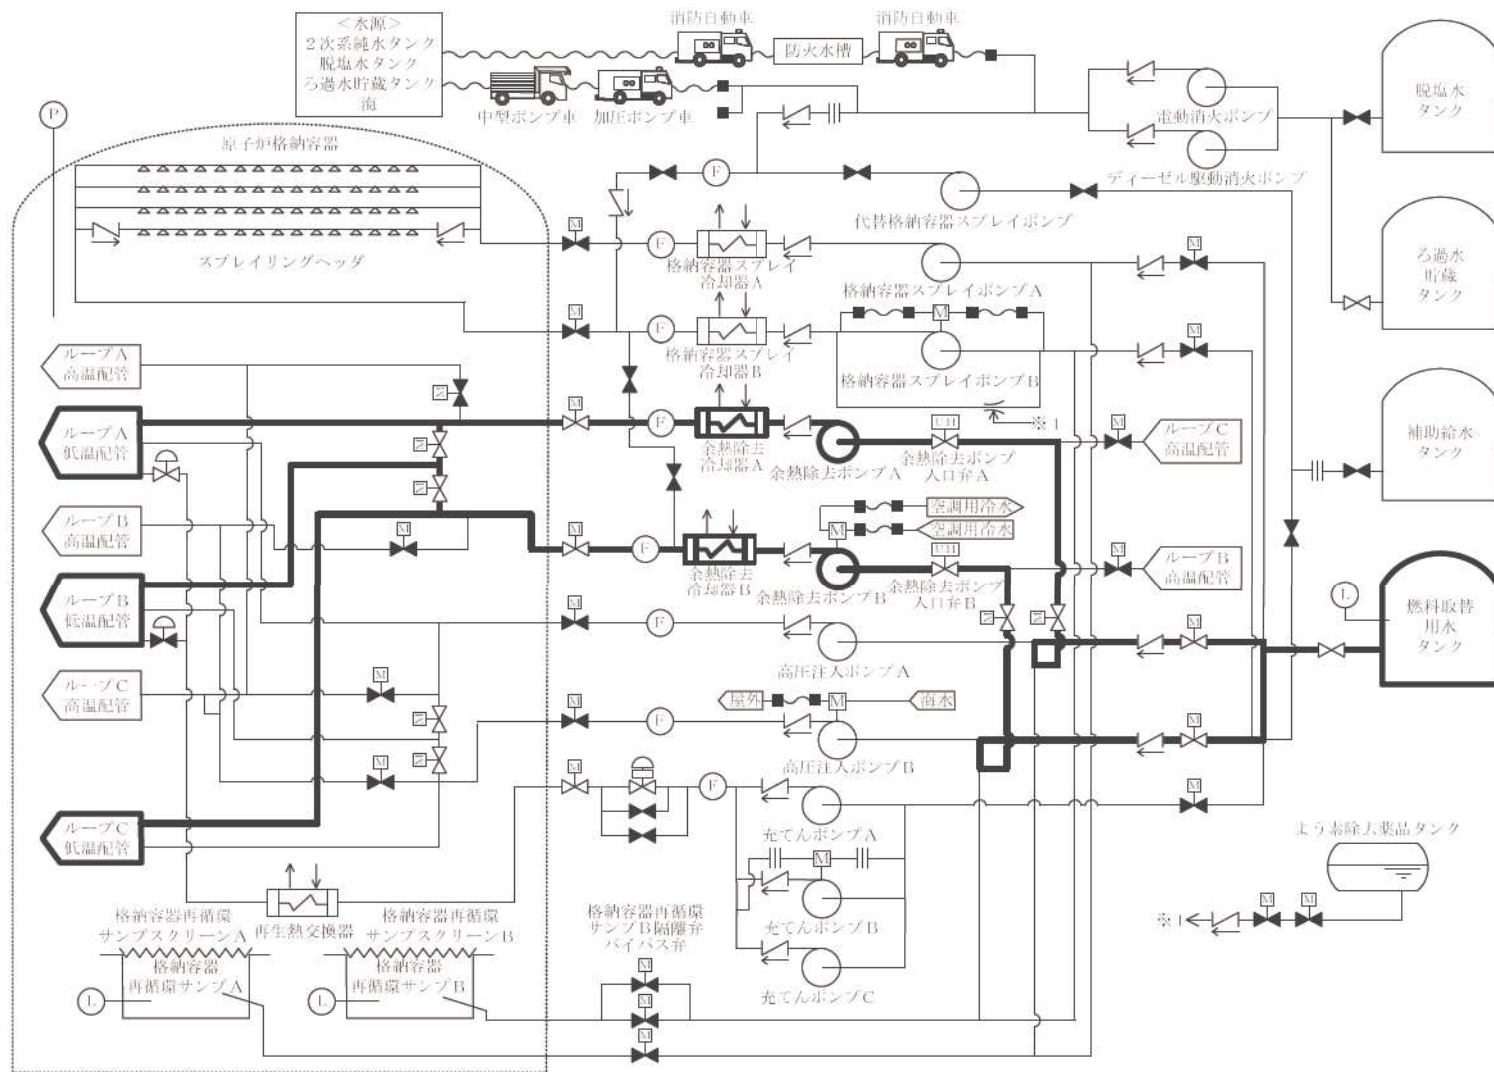 <水源>
2次系純水タンク
脱塩水タンク
ろ過水貯蔵タンク
海
消防自動車
防火水槽
消防自動車
中型ポンプ車
加圧ポンプ車
電動消火ポンプ
ディーゼル駆動消火ポンプ
脱塩水
タンク
ろ過水
貯蔵
タンク
補助給水
タンク
燃料取替
用水
タンク
よう素除去薬品タンク
※1
P
原子炉格納容器
スプレイリングヘッダ
F
代替格納容器スプレイポンプ
M
F
格納容器スプレイ
冷却器A
格納容器スプレイポンプA
M
M
F
格納容器スプレイ
冷却器B
M
格納容器スプレイポンプB
M
※1
ループA
高温配管
M
ループA
低温配管
M
M
M
F
余熱除去
冷却器A
余熱除去ポンプA
余熱除去ポンプ
入口弁A
M
ループC
高温配管
空調用冷水
空調用冷水
M
ループB
高温配管
M
M
F
余熱除去
冷却器B
余熱除去ポンプB
余熱除去ポンプ
入口弁B
M
ループB
高温配管
ループB
低温配管
M
F
高圧注入ポンプA
M
M
M
L
ループC
高温配管
M
M
M
屋外
M
海水
M
F
高圧注入ポンプB
M
M
M
F
充てんポンプA
M
ループC
低温配管
M
充てんポンプB
充てんポンプC
再生熱交換器
格納容器再循環
サンプスクリーンA
格納容器再循環
サンプスクリーンB
格納容器
再循環サンプA
L
格納容器
再循環サンプB
L
格納容器再循環
サンプB隔離弁
バイパス弁
M
M
M
M
M